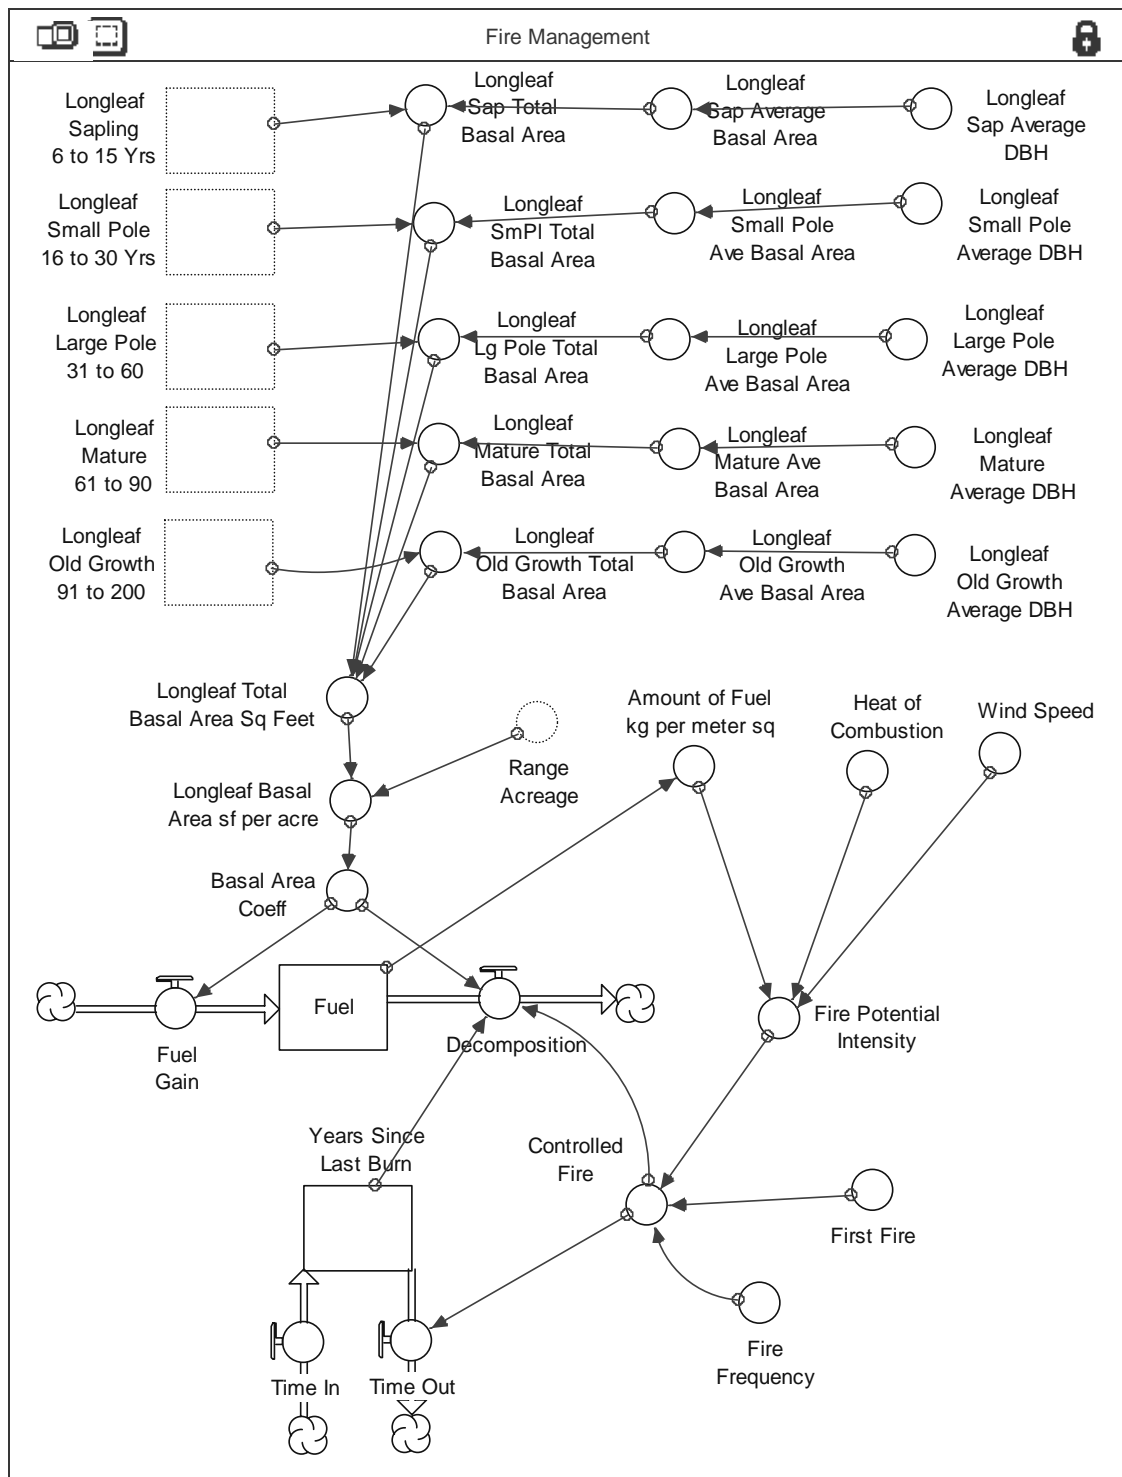 Fire Management
Longleaf
Sapling
6 to 15 Yrs
Longleaf
Sap Total
Basal Area
Longleaf
Sap Average
Basal Area
Longleaf
Sap Average
DBH
Longleaf
Small Pole
16 to 30 Yrs
Longleaf
SmPl Total
Basal Area
Longleaf
Small Pole
Ave Basal Area
Longleaf
Small Pole
Average DBH
Longleaf
Large Pole
31 to 60
Longleaf
Lg Pole Total
Basal Area
Longleaf
Large Pole
Ave Basal Area
Longleaf
Large Pole
Average DBH
Longleaf
Mature
61 to 90
Longleaf
Mature Total
Basal Area
Longleaf
Mature Ave
Basal Area
Longleaf
Mature
Average DBH
Longleaf
Old Growth
91 to 200
Longleaf
Old Growth Total
Basal Area
Longleaf
Old Growth
Ave Basal Area
Longleaf
Old Growth
Average DBH
Longleaf Total
Basal Area Sq Feet
Range
Acreage
Amount of Fuel
kg per meter sq
Heat of
Combustion
Wind Speed
Longleaf Basal
Area sf per acre
Basal Area
Coeff
Fuel
Gain
Fuel
Decomposition
Fire Potential
Intensity
Years Since
Last Burn
Controlled
Fire
First Fire
Fire
Frequency
Time In
Time Out